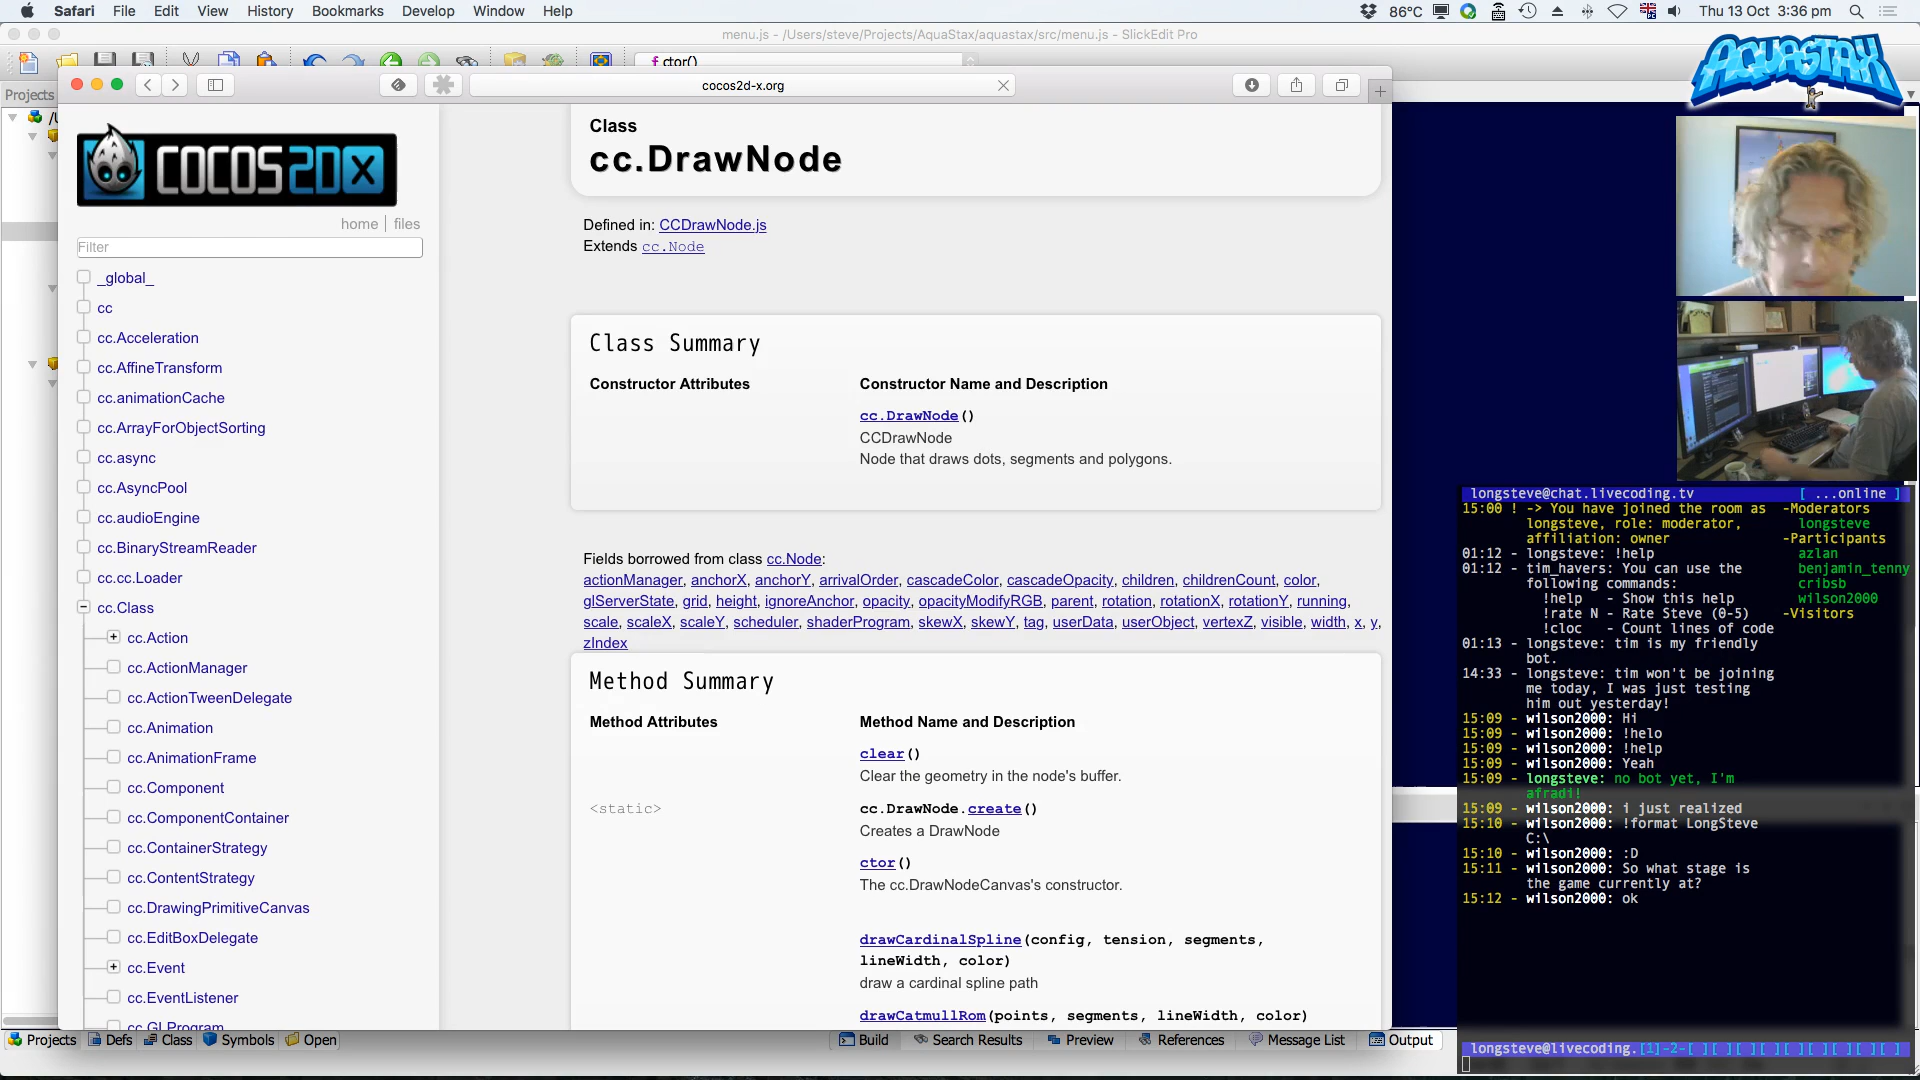 Safari File Edit View History Bookmarks Develop Window Help
86°C Thu 13 Oct 3:36 pm
menu.js - /Users/steve/Projects/AquaStax/aquastax/src/menu.js - SlickEdit Pro
ctor()
AQUASTAX
Projects
cocos2d-x.org
COCOS2DX
home files
Filter
_global_
cc
cc.Acceleration
cc.AffineTransform
cc.animationCache
cc.ArrayForObjectSorting
cc.async
cc.AsyncPool
cc.audioEngine
cc.BinaryStreamReader
cc.cc.Loader
cc.Class
cc.Action
cc.ActionManager
cc.ActionTweenDelegate
cc.Animation
cc.AnimationFrame
cc.Component
cc.ComponentContainer
cc.ContainerStrategy
cc.ContentStrategy
cc.DrawingPrimitiveCanvas
cc.EditBoxDelegate
cc.Event
cc.EventListener
cc.GLProgram
Class
cc.DrawNode
Defined in: CCDrawNode.js
Extends cc.Node
Class Summary
Constructor Attributes Constructor Name and Description
cc.DrawNode()
CCDrawNode
Node that draws dots, segments and polygons.
Fields borrowed from class cc.Node:
actionManager, anchorX, anchorY, arrivalOrder, cascadeColor, cascadeOpacity, children, childrenCount, color,
glServerState, grid, height, ignoreAnchor, opacity, opacityModifyRGB, parent, rotation, rotationX, rotationY, running,
scale, scaleX, scaleY, scheduler, shaderProgram, skewX, skewY, tag, userData, userObject, vertexZ, visible, width, x, y,
zIndex
Method Summary
Method Attributes Method Name and Description
clear()
Clear the geometry in the node's buffer.
<static> cc.DrawNode.create()
Creates a DrawNode
ctor()
The cc.DrawNodeCanvas's constructor.
drawCardinalSpline(config, tension, segments,
lineWidth, color)
draw a cardinal spline path
drawCatmullRom(points, segments, lineWidth, color)
longsteve@chat.livecoding.tv [ ...online ]
15:00 ! -> You have joined the room as
longsteve, role: moderator,
affiliation: owner
01:12 - longsteve: !help
01:12 - tim_havers: You can use the
following commands:
!help - Show this help
!rate N - Rate Steve (0-5)
!cloc - Count lines of code
01:13 - longsteve: tim is my friendly
bot.
14:33 - longsteve: tim won't be joining
me today, I was just testing
him out yesterday!
15:09 - wilson2000: Hi
15:09 - wilson2000: !helo
15:09 - wilson2000: !help
15:09 - wilson2000: Yeah
15:09 - longsteve: no bot yet, I'm
afradi!
15:09 - wilson2000: i just realized
15:10 - wilson2000: !format LongSteve
C:\
15:10 - wilson2000: :D
15:11 - wilson2000: So what stage is
the game currently at?
15:12 - wilson2000: ok
-Moderators
longsteve
-Participants
azlan
benjamin_tenny
cribsb
wilson2000
-Visitors
longsteve@livecoding.[1]-2-[ ][ ][ ][ ][ ][ ][ ][ ][ ]
Projects Defs Class Symbols Open
Build Search Results Preview References Message List Output